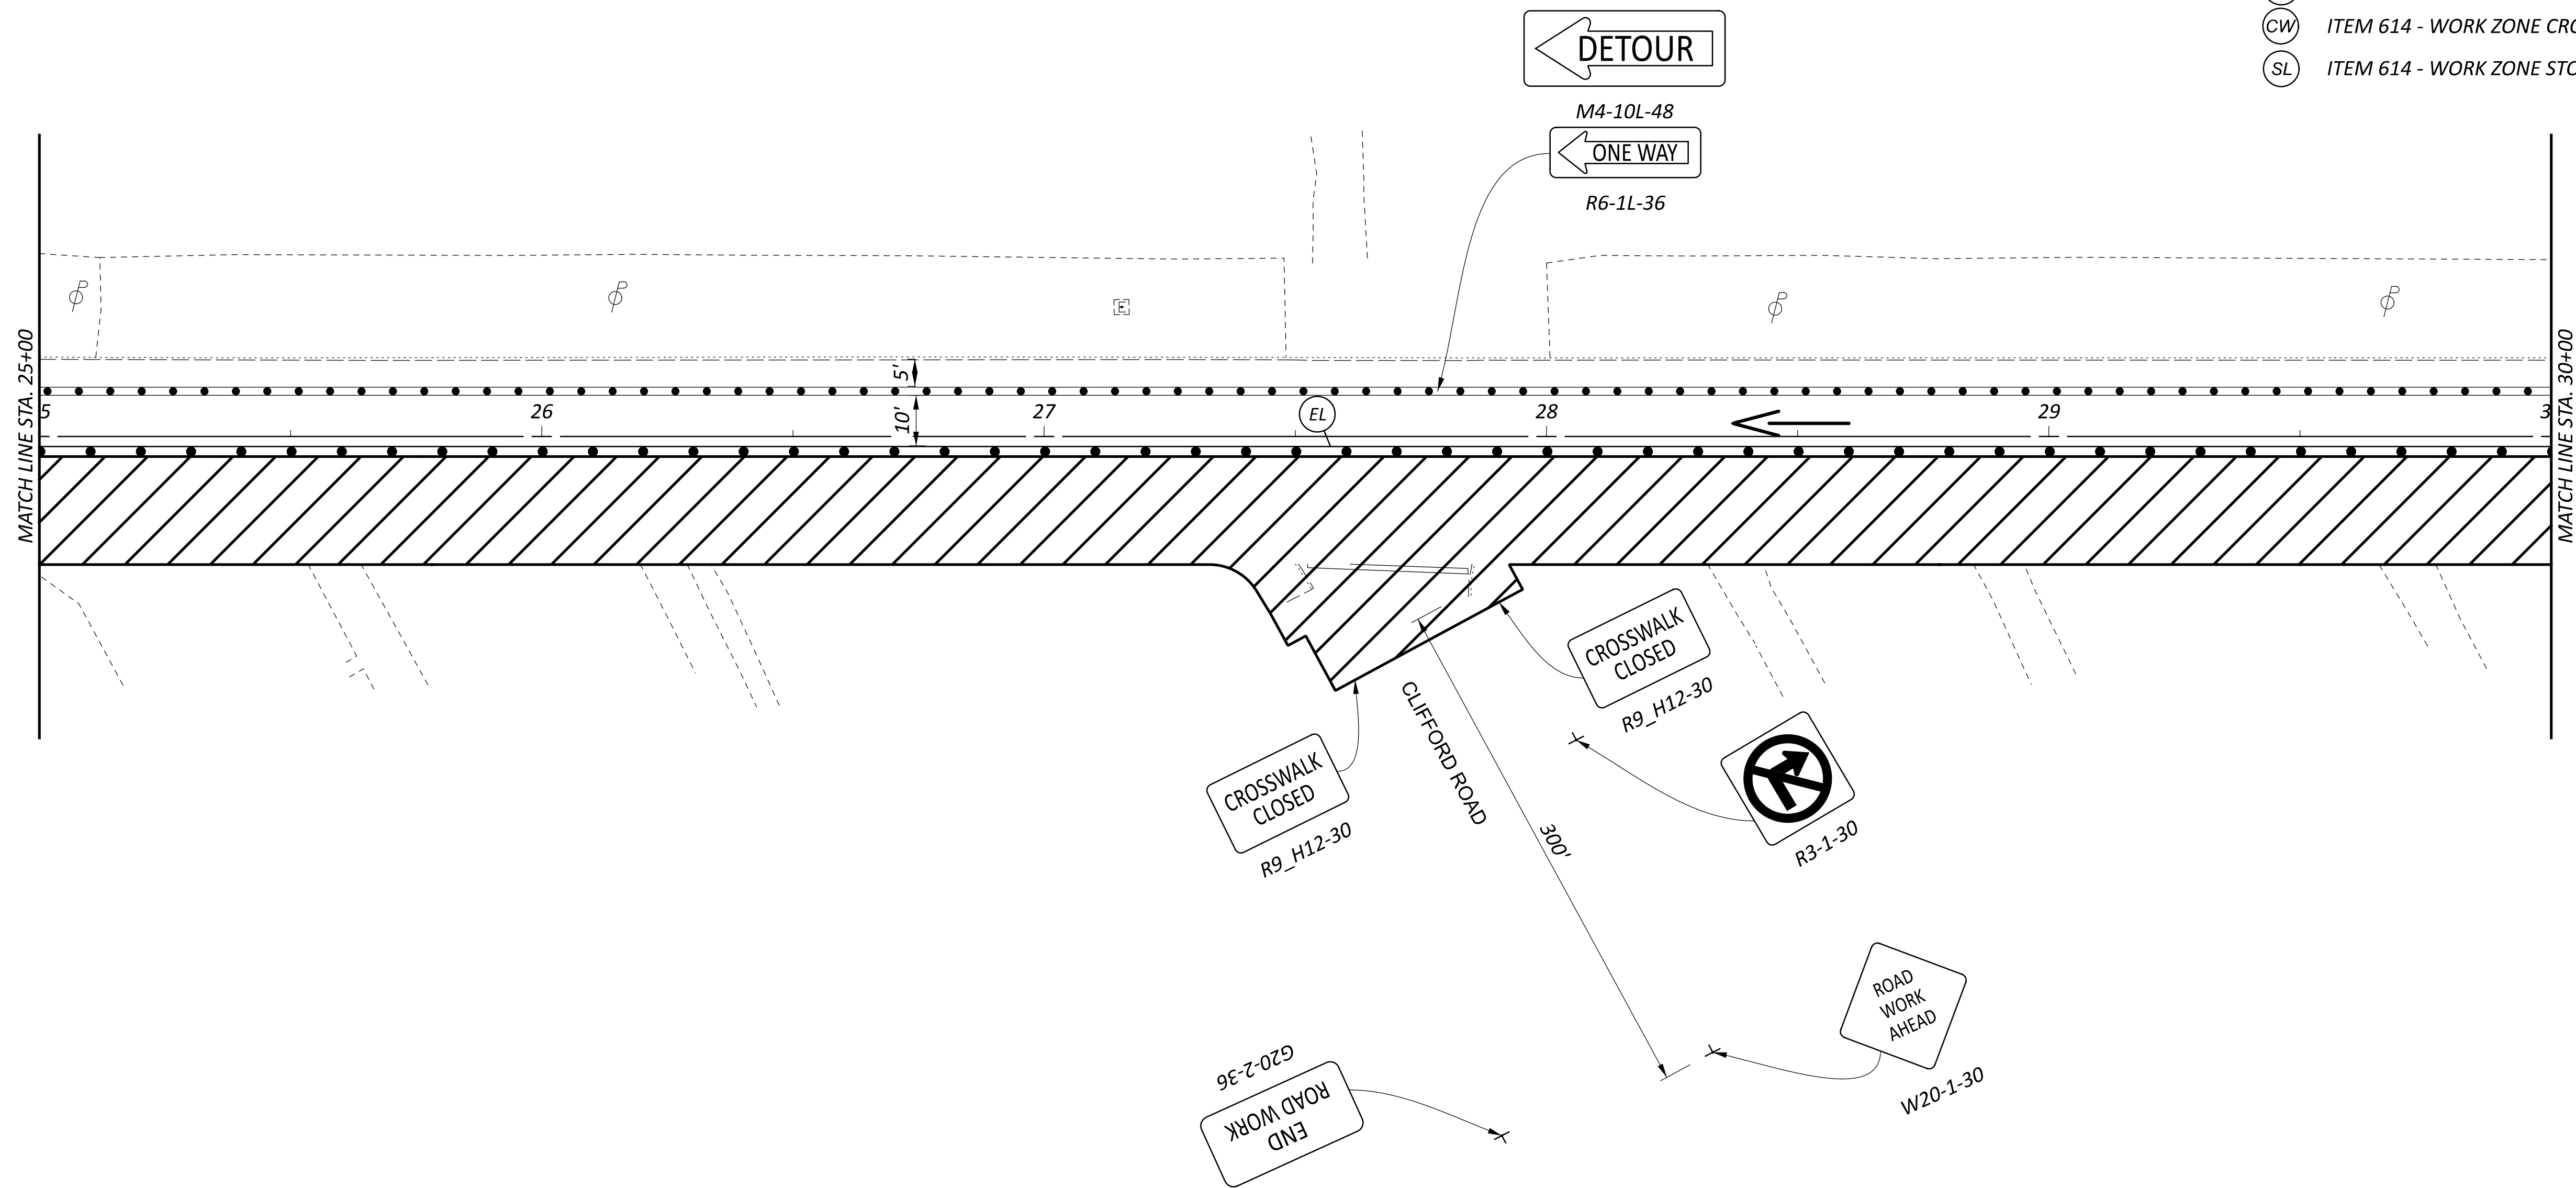 CW ITEM 614 - WORK ZONE
SL ITEM 614 - WORK ZONE
DETOUR
M4-10L-48
ONE WAY
R6-1L-36
MATCH LINE STA. 25+00
MATCH LINE STA. 30+00
5'
10'
5
26
27
EL
28
29
3
CROSSWALK
CLOSED
R9_H12-30
CLIFFORD ROAD
300'
CROSSWALK
CLOSED
R9_H12-30
R3-1-30
ROAD
WORK
AHEAD
W20-1-30
G20-2-36
END
ROAD WORK